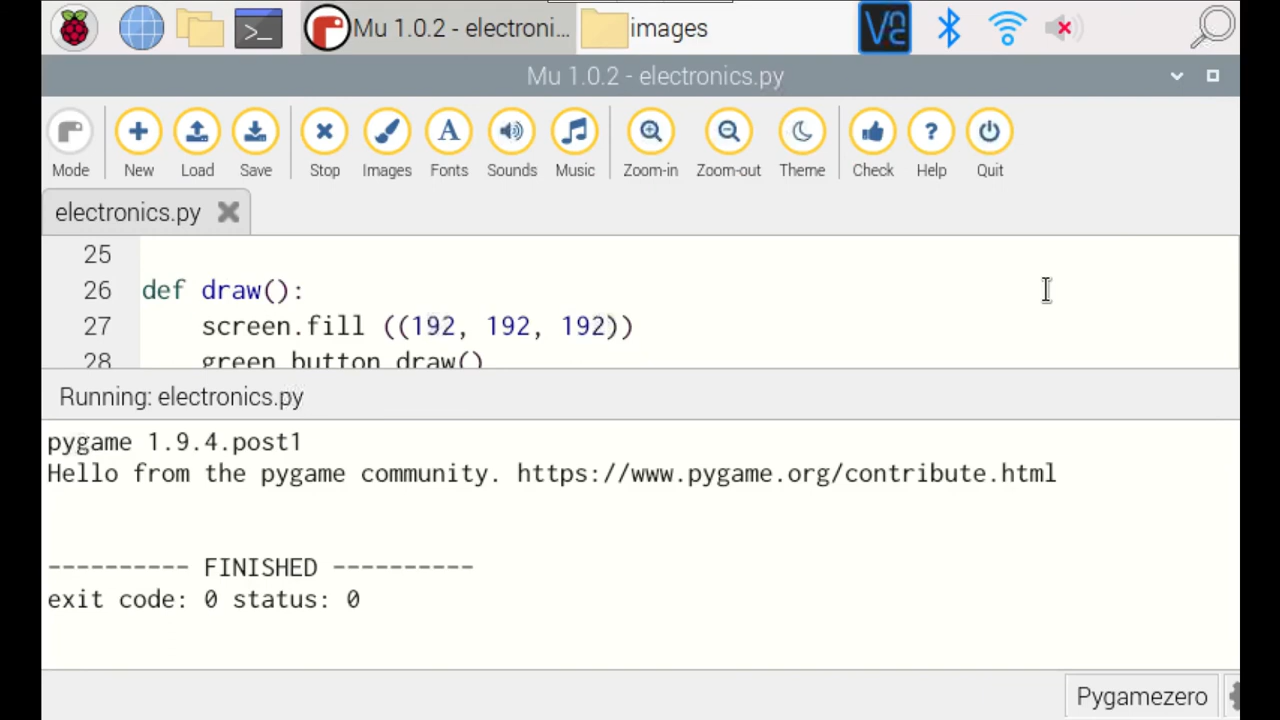 Mu 1.0.2 - electroni... images
Mu 1.0.2 - electronics.py
Mode New Load Save Stop Images Fonts Sounds Music Zoom-in Zoom-out Theme Check Help Quit
electronics.py
25
26 def draw():
27 screen.fill ((192, 192, 192))
28 green_button.draw()
Running: electronics.py
pygame 1.9.4.post1
Hello from the pygame community. https://www.pygame.org/contribute.html
---------- FINISHED ----------
exit code: 0 status: 0
Pygamezero